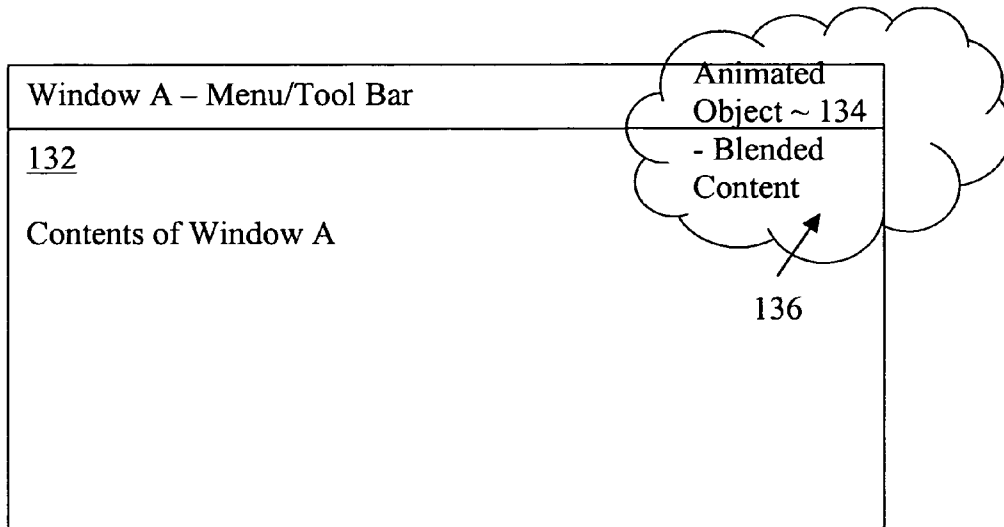 Window A – Menu/Tool Bar
Animated
Object ~ 134
- Blended
Content
132
Contents of Window A
136